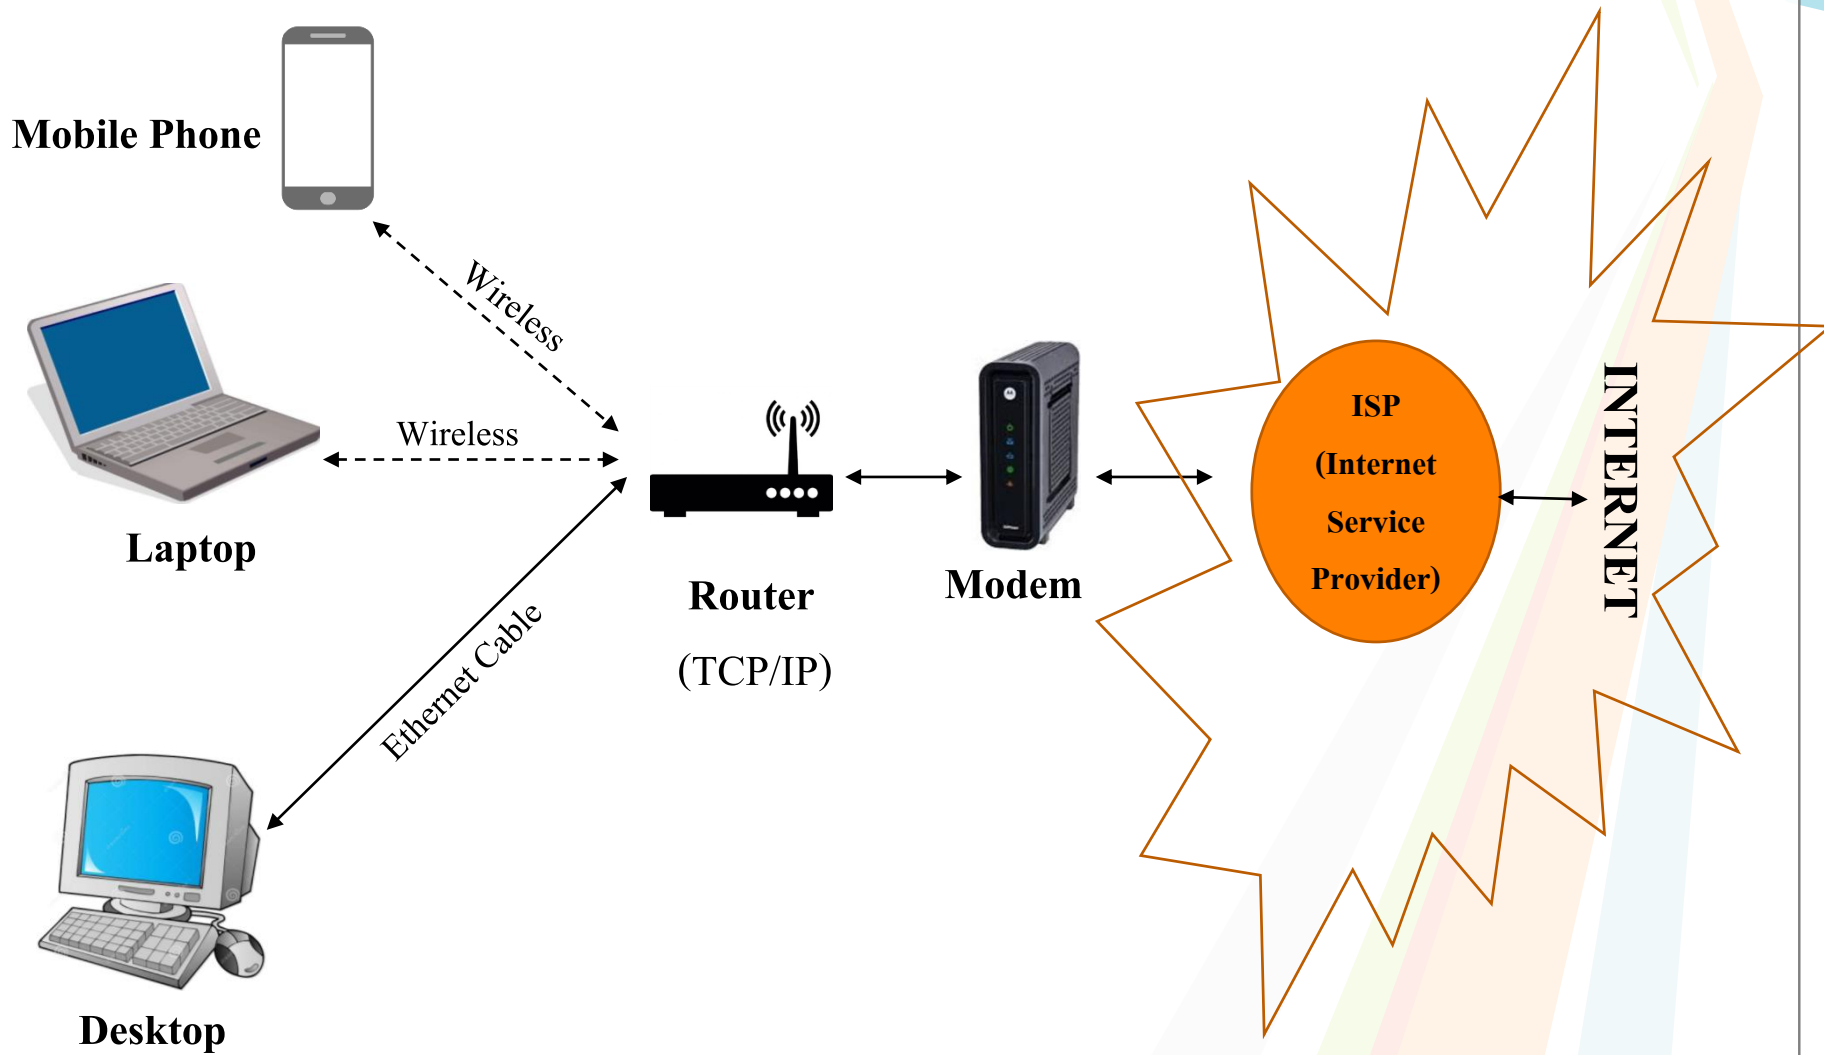 Mobile Phone
Wireless
Wireless
Laptop
Ethernet Cable
Desktop
Router
(TCP/IP)
Modem
ISP
(Internet
Service
Provider)
INTERNET